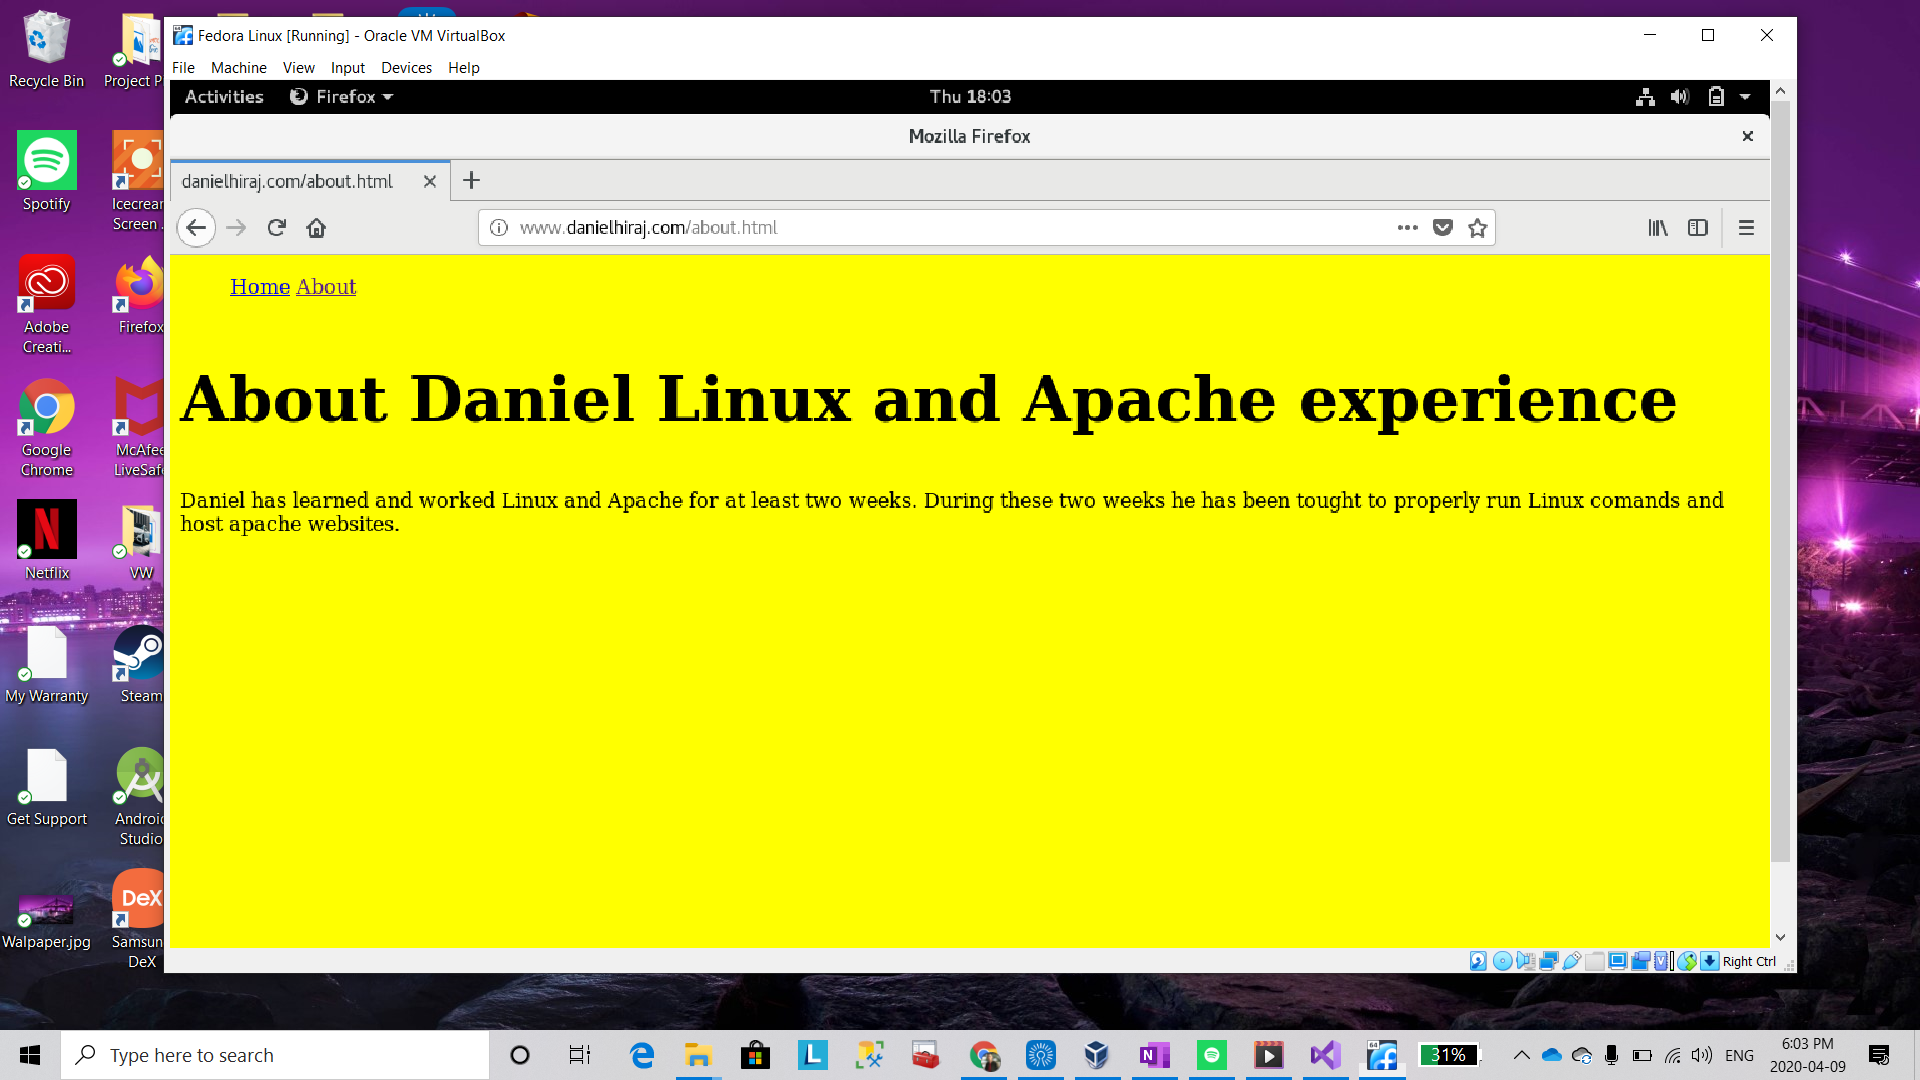 Fedora Linux [Running] - Oracle VM VirtualBox
File Machine View Input Devices Help
Activities Firefox Thu 18:03
Mozilla Firefox
danielhiraj.com/about.html
www.danielhiraj.com/about.html
Home About
About Daniel Linux and Apache experience
Daniel has learned and worked Linux and Apache for at least two weeks. During these two weeks he has been tought to properly run Linux comands and
host apache websites.
Right Ctrl
Recycle Bin
Project P
Spotify
Icecrear
Screen .
Adobe
Creati...
Firefox
Google
Chrome
McAfee
LiveSafe
Netflix
VW
My Warranty
Steam
Get Support
Android
Studio
DeX
Walpaper.jpg
Samsun
DeX
Type here to search
31%
ENG
6:03 PM
2020-04-09